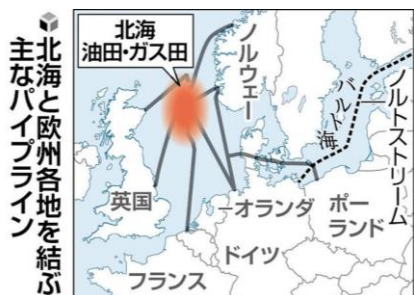 北海と欧州各地を結ぶ
主なパイプライン
北海
油田・ガス田
ノルウェー
バルト海
ノルトストリーム
英国
オランダ
ポー
ランド
ドイツ
フランス